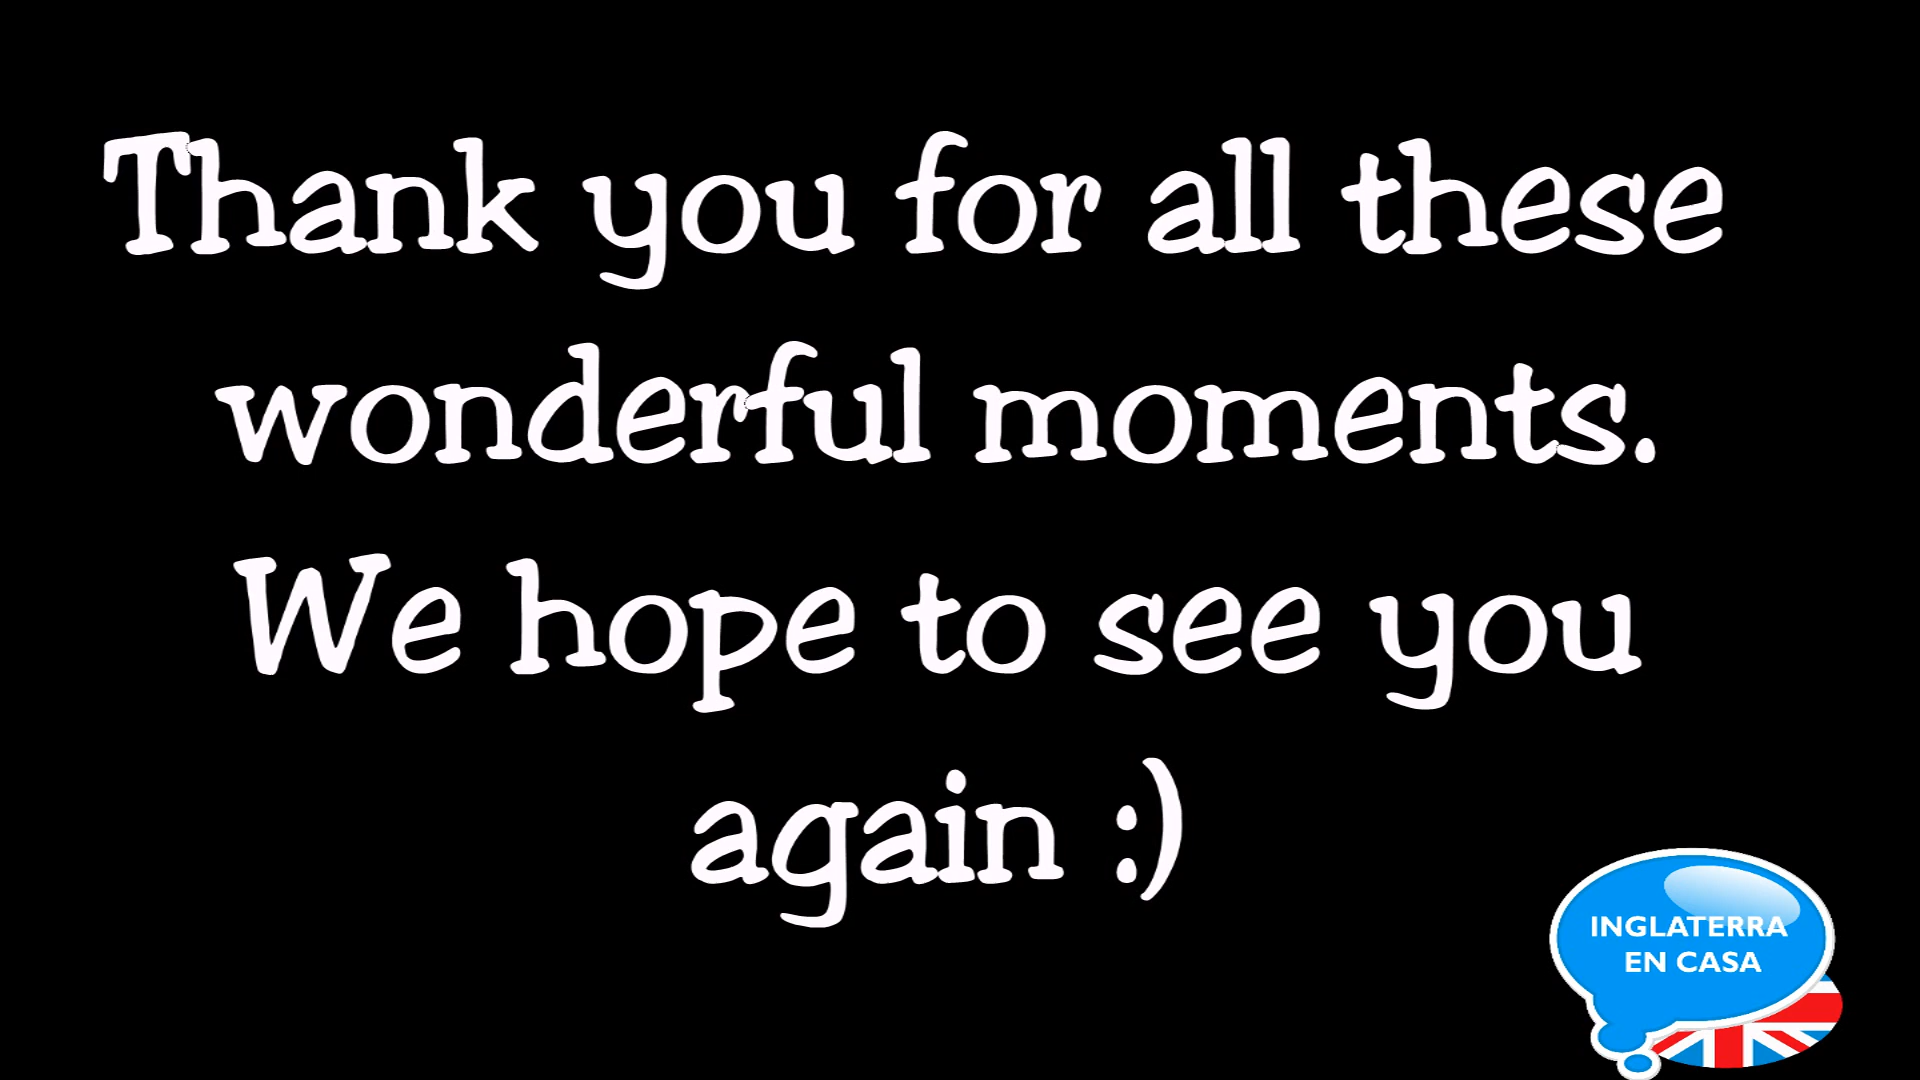 Thank you for all these
wonderful moments.
We hope to see you
again :)
INGLATERRA
EN CASA